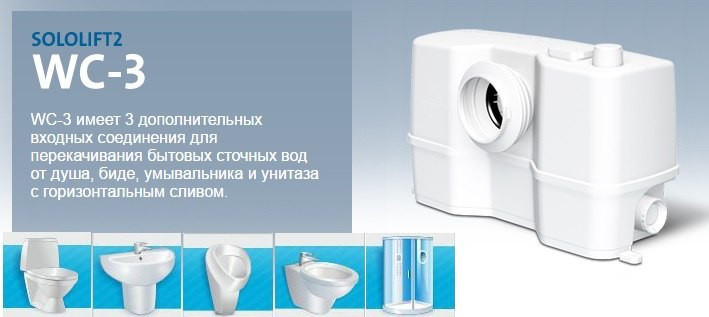 SOLOLIFT2
WC-3
WC-3 имеет 3 дополнительных
входных соединения для
перекачивания бытовых сточных вод
от душа, биде, умывальника и унитаза
с горизонтальным сливом.